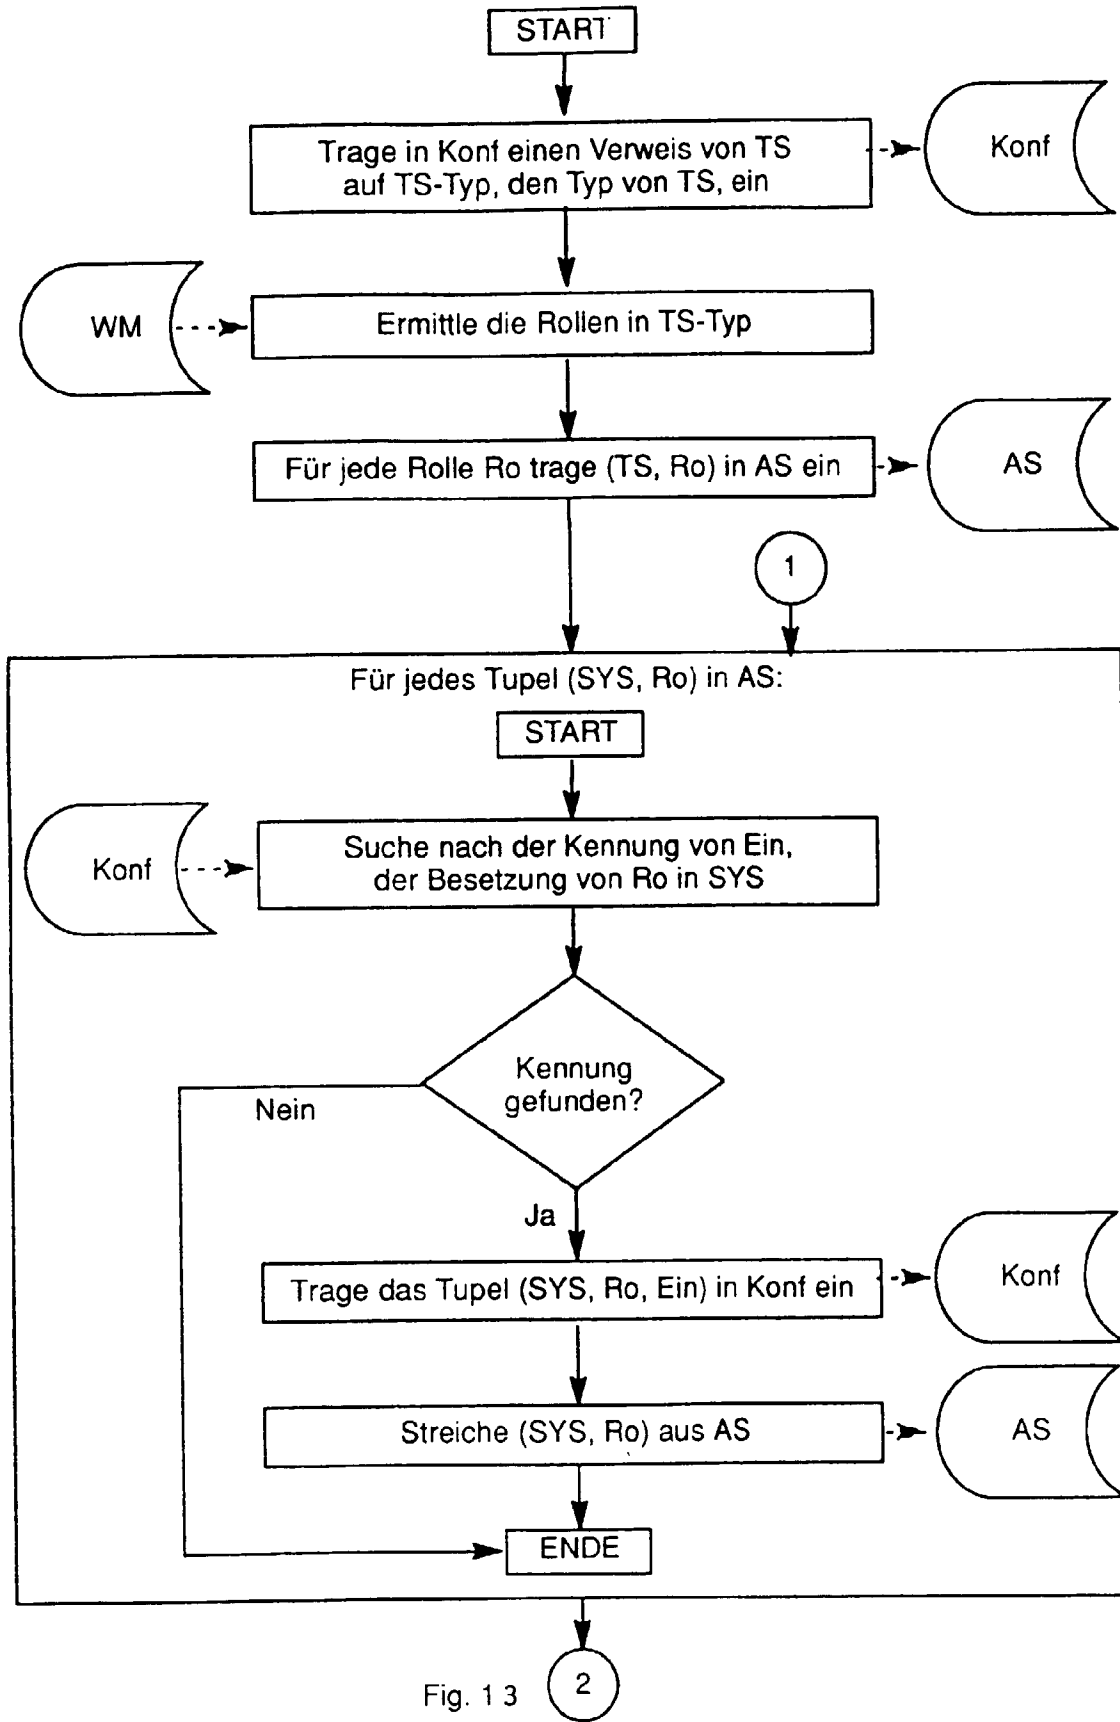 START
Trage in Konf einen Verweis von TS
auf TS-Typ, den Typ von TS, ein
Konf
WM
Ermittle die Rollen in TS-Typ
Für jede Rolle Ro trage (TS, Ro) in AS ein
AS
1
Für jedes Tupel (SYS, Ro) in AS:
START
Konf
Suche nach der Kennung von Ein,
der Besetzung von Ro in SYS
Kennung
gefunden?
Nein
Ja
Trage das Tupel (SYS, Ro, Ein) in Konf ein
Konf
Streiche (SYS, Ro) aus AS
AS
ENDE
2
Fig. 13